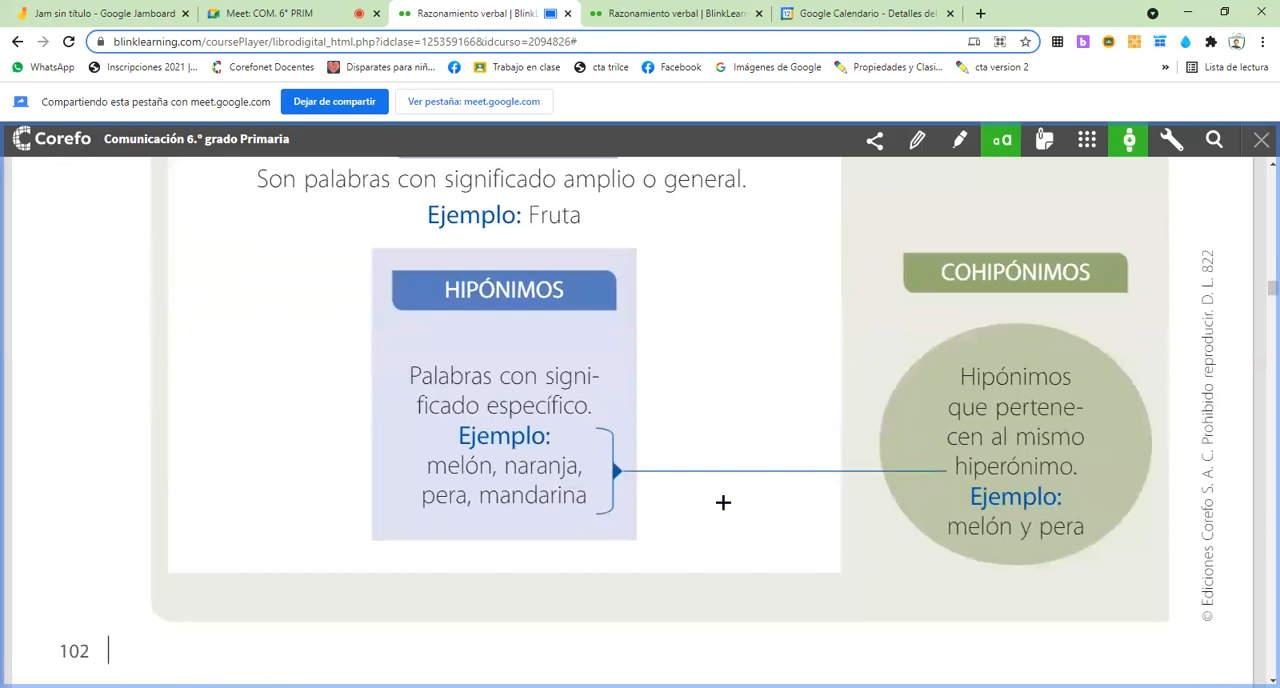 Jam sin título - Google Jamboard
Meet: COM. 6° PRIM
Razonamiento verbal | BlinkL
Razonamiento verbal | BlinkLear
Google Calendario - Detalles del
blinklearning.com/coursePlayer/librodigital_html.php?idclase=125359166&idcurso=2094826#
WhatsApp
Inscripciones 2021 |...
Corefonet Docentes
Disparates para niñ...
Trabajo en clase
cta trilce
Facebook
Imágenes de Google
Propiedades y Clasi...
cta version 2
»
Lista de lectura
Compartiendo esta pestaña con meet.google.com
Dejar de compartir
Ver pestaña: meet.google.com
Corefo
Comunicación 6.º grado Primaria
aa
Son palabras con significado amplio o general.
Ejemplo: Fruta
HIPÓNIMOS
Palabras con signi-
ficado específico.
Ejemplo:
melón, naranja,
pera, mandarina
COHIPÓNIMOS
Hipónimos
que pertene-
cen al mismo
hiperónimo.
Ejemplo:
melón y pera
© Ediciones Corefo S. A. C. Prohibido reproducir. D. L. 822
102